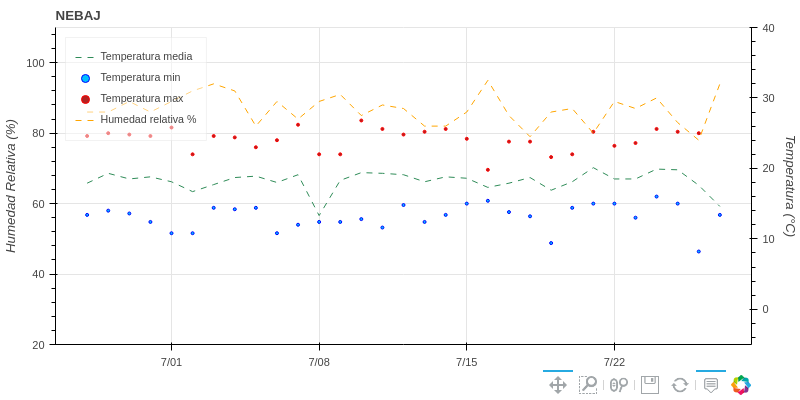 NEBAJ
Temperatura media
Temperatura min
Temperatura max
Humedad relativa %
Humedad Relativa (%)
100
80
60
40
20
Temperatura (°C)
40
30
20
10
0
7/01
7/08
7/15
7/22